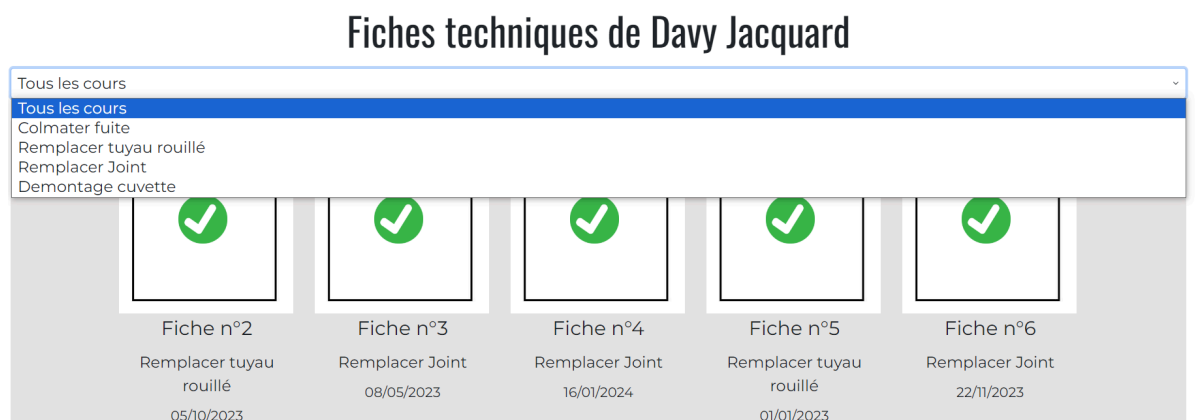 Fiches techniques de Davy Jacquard
Tous les cours
Tous les cours
Colmater fuite
Remplacer tuyau rouillé
Remplacer Joint
Demontage cuvette
Fiche n°2
Fiche n°3
Fiche n°4
Fiche n°5
Fiche n°6
Remplacer tuyau
rouillé
Remplacer Joint
Remplacer Joint
Remplacer tuyau
rouillé
Remplacer Joint
05/10/2023
08/05/2023
16/01/2024
01/01/2023
22/11/2023